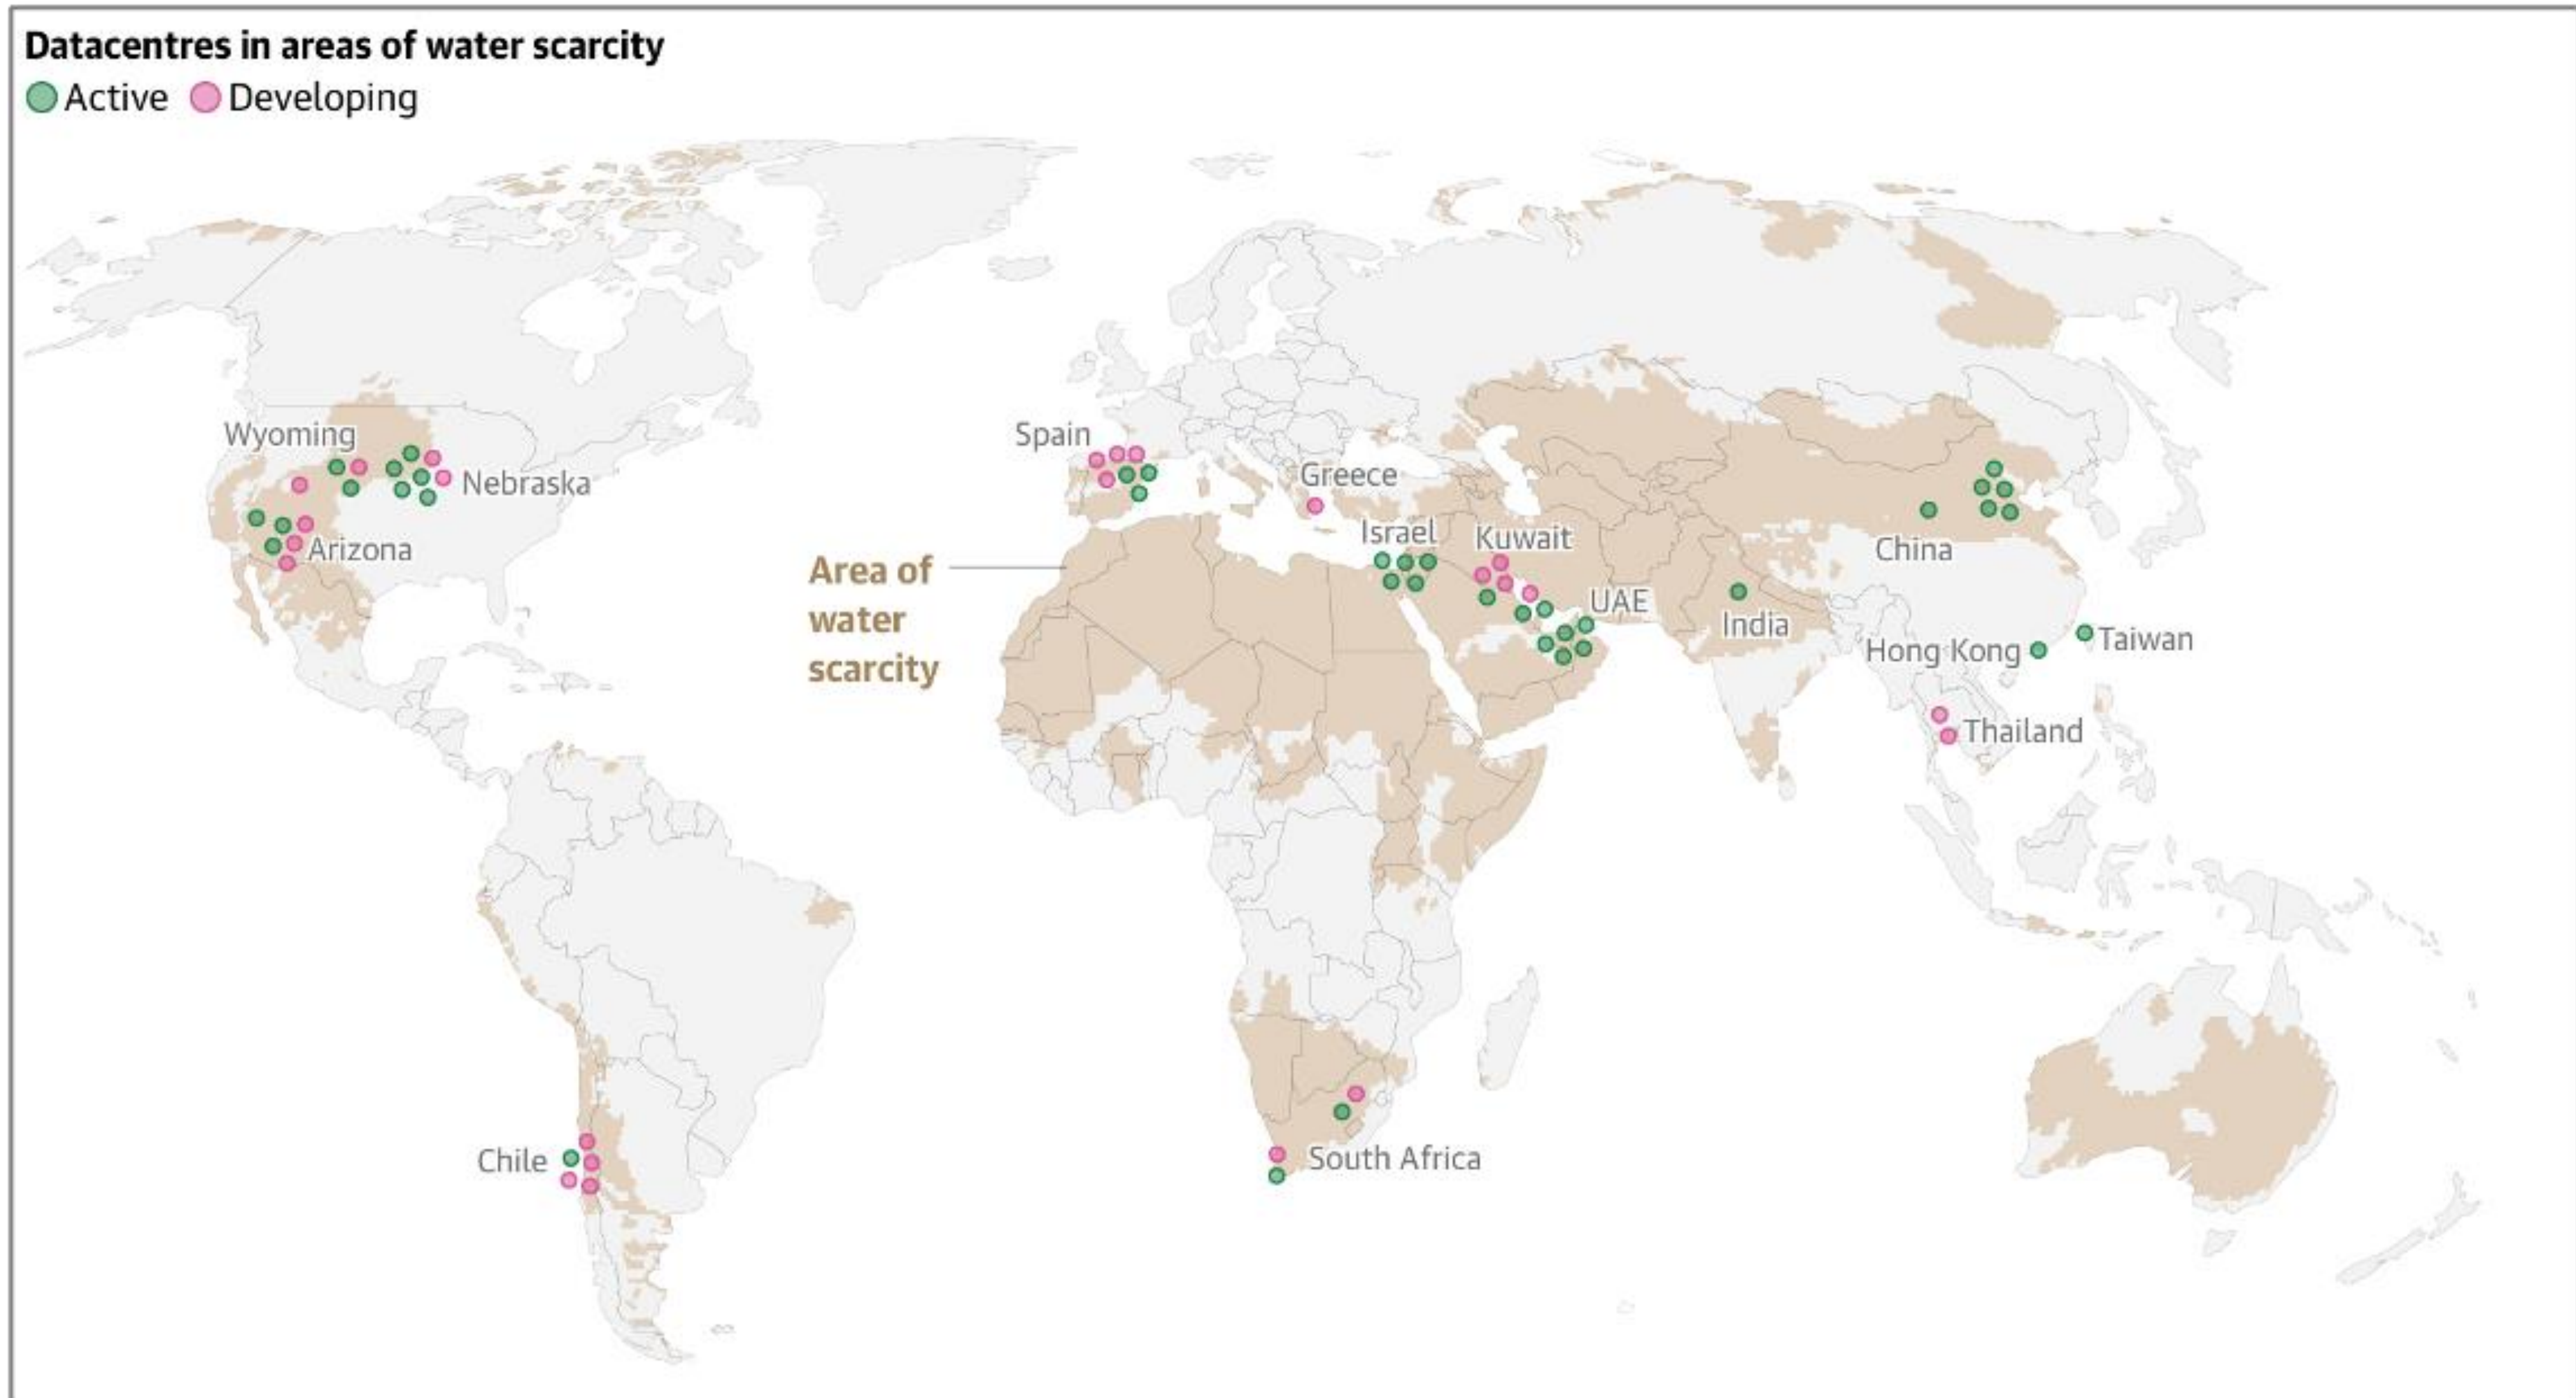 Datacentres in areas of water scarcity
Active Developing
Wyoming
Nebraska
Arizona
Spain
Greece
Israel
Kuwait
UAE
China
India
Hong Kong
Taiwan
Thailand
Area of
water
scarcity
Chile
South Africa